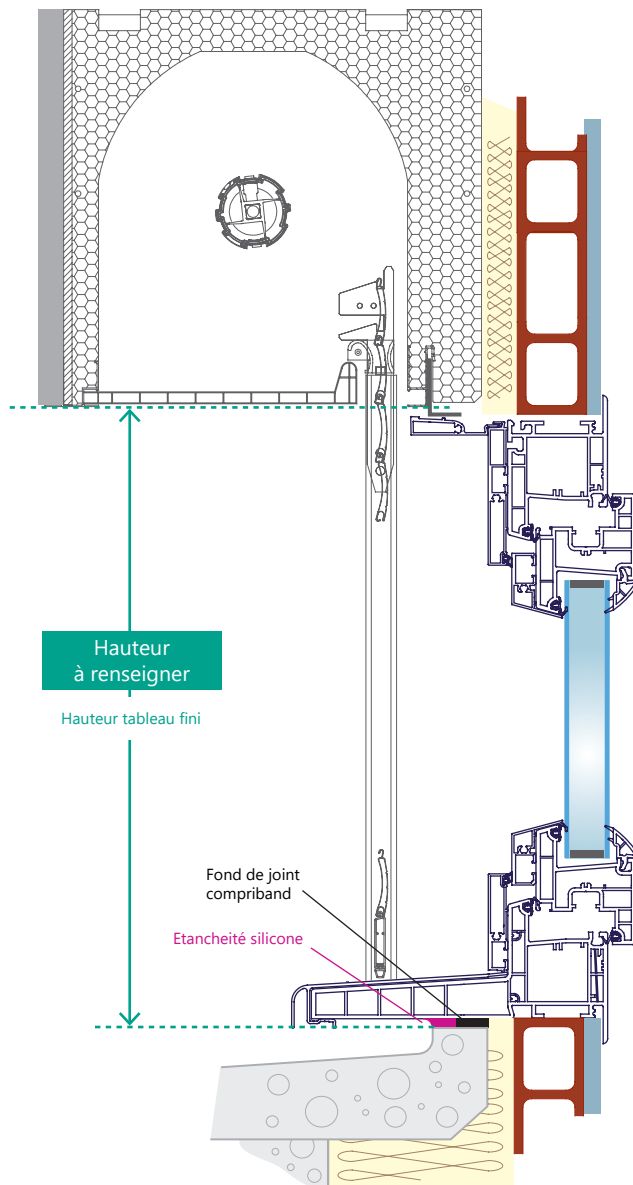 Hauteur
à renseigner
Hauteur tableau fini
Fond de joint
compriband
Etancheité silicone